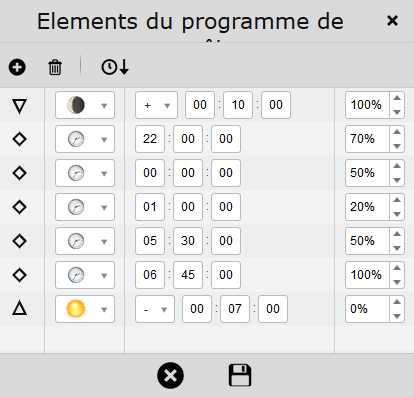 Elements du programme de
+ 00 : 10 : 00 100%
22 : 00 : 00 70%
00 : 00 : 00 50%
01 : 00 : 00 20%
05 : 30 : 00 50%
06 : 45 : 00 100%
- 00 : 07 : 00 0%